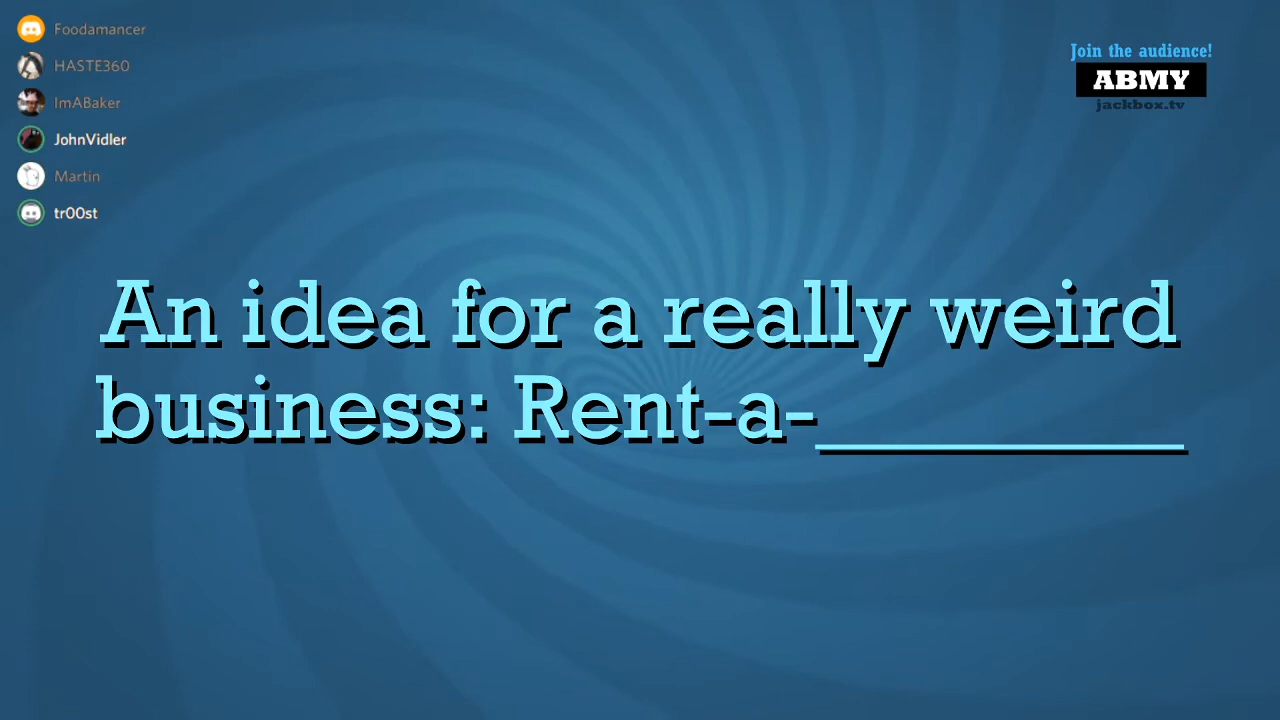 Foodamancer
HASTE360
ImABaker
JohnVidler
Martin
tr00st
Join the audience!
ABMY
jackbox.tv
An idea for a really weird
business: Rent-a-________